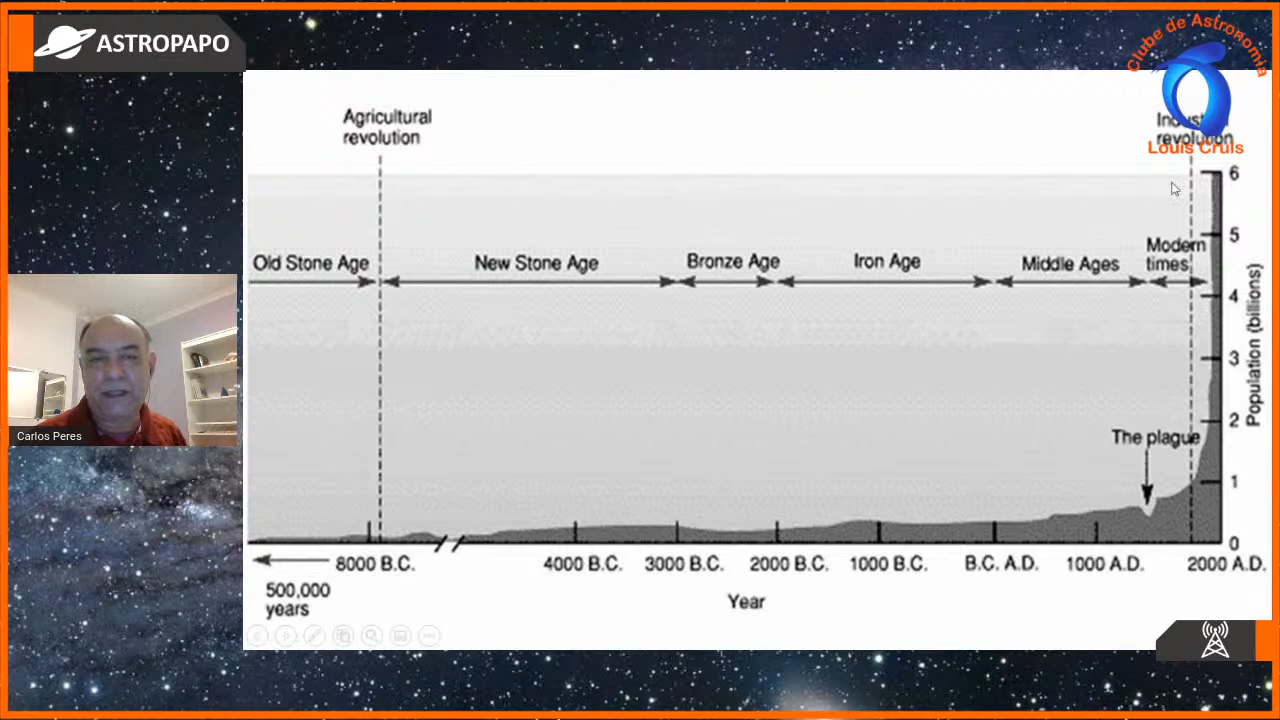 ASTROPAPO
Clube de Astronomia
Louis Cruls
Agricultural
revolution
Industrial
revolution
6
5
4
3
2
1
0
Population (billions)
Old Stone Age
New Stone Age
Bronze Age
Iron Age
Middle Ages
Modern
times
The plague
8000 B.C.
4000 B.C.
3000 B.C.
2000 B.C.
1000 B.C.
B.C. A.D.
1000 A.D.
2000 A.D.
500,000
years
Year
Carlos Peres